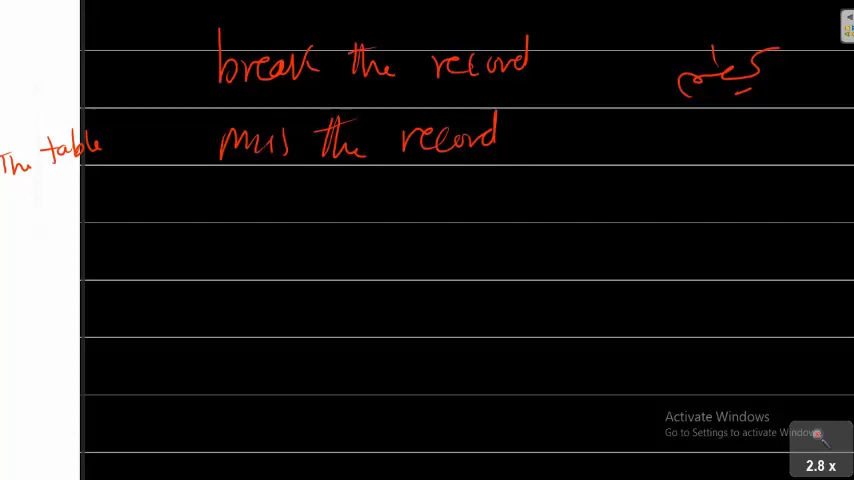 break the record
miss the record
The table
Activate Windows
Go to Settings to activate Windows
2.8 x